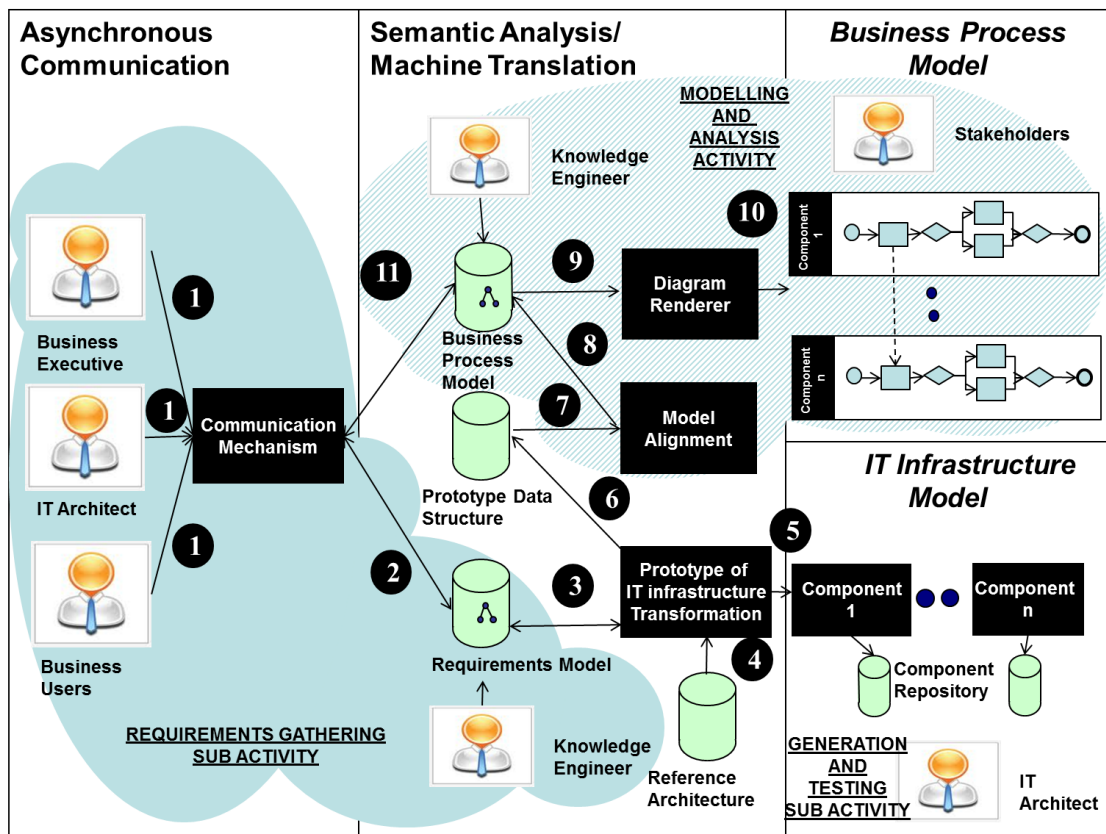 Asynchronous
Communication
Semantic Analysis/
Machine Translation
Business Process
Model
MODELLING
AND
ANALYSIS
ACTIVITY
Stakeholders
Knowledge
Engineer
Business
Executive
1
IT Architect
1
Business
Users
1
Communication
Mechanism
11
Business
Process
Model
9
8
7
Diagram
Renderer
10
Component
1
Component
n
Model
Alignment
Prototype Data
Structure
6
IT Infrastructure
Model
2
Requirements Model
3
Prototype of
IT infrastructure
Transformation
5
4
Component
1
Component
n
Component
Repository
REQUIREMENTS GATHERING
SUB ACTIVITY
Knowledge
Engineer
Reference
Architecture
GENERATION
AND
TESTING
SUB ACTIVITY
IT
Architect